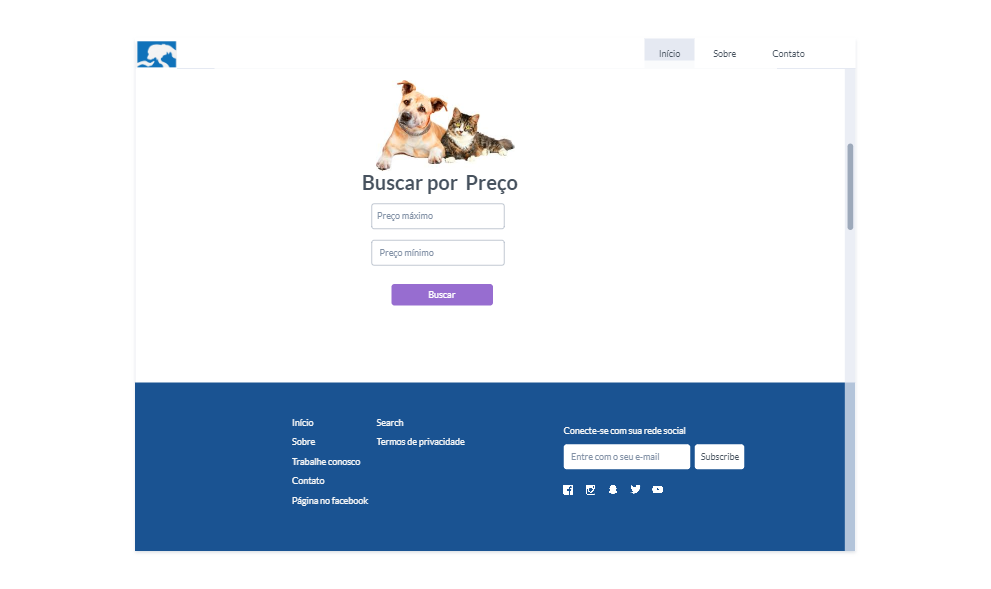 Início Sobre Contato
Buscar por Preço
Preço máximo
Preço mínimo
Buscar
Início
Sobre
Trabalhe conosco
Contato
Página no facebook
Search
Termos de privacidade
Conecte-se com sua rede social
Entre com o seu e-mail
Subscribe